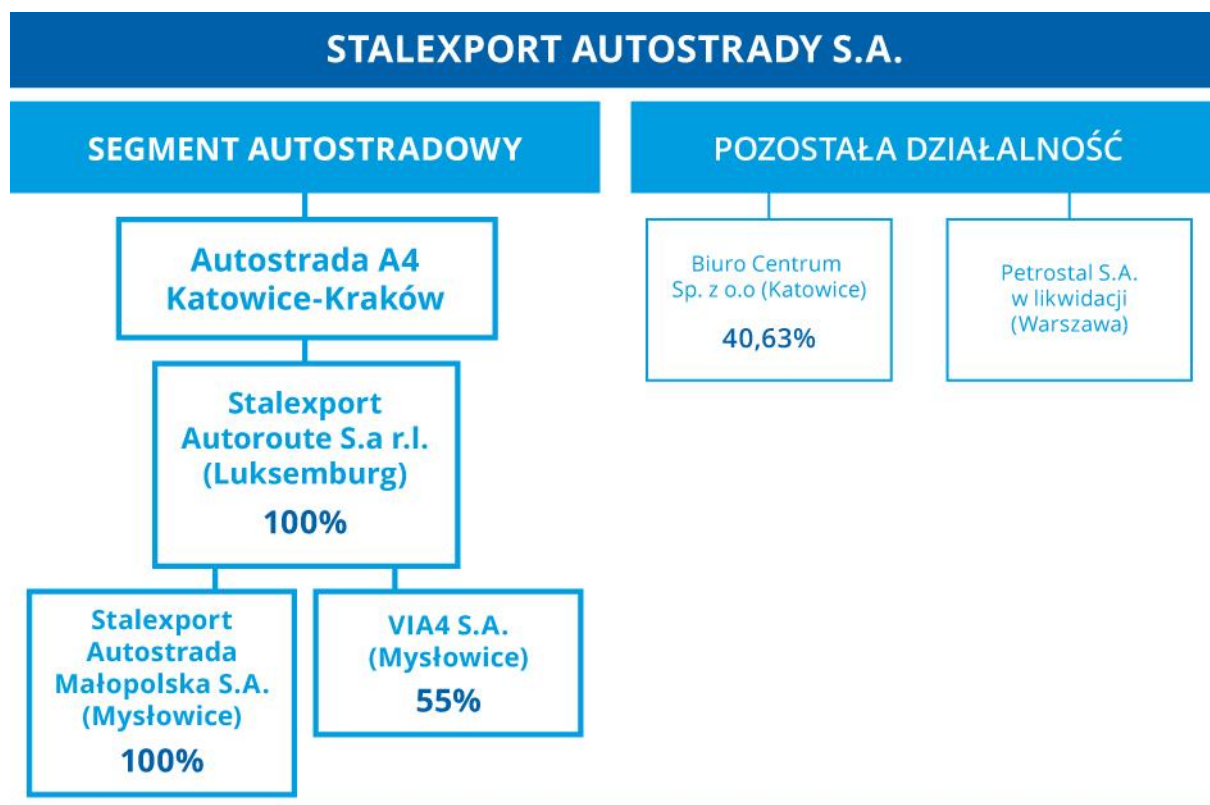 STALEXPORT AUTOSTRADY S.A.
SEGMENT AUTOSTRADOWY
Autostrada A4
Katowice-Kraków
Stalexport
Autoroute S.a r.l.
(Luksemburg)
100%
Stalexport
Autostrada
Małopolska S.A.
(Mysłowice)
100%
VIA4 S.A.
(Mysłowice)
55%
POZOSTAŁA DZIAŁALNOŚĆ
Biuro Centrum
Sp. z o.o (Katowice)
40,63%
Petrostal S.A.
w likwidacji
(Warszawa)